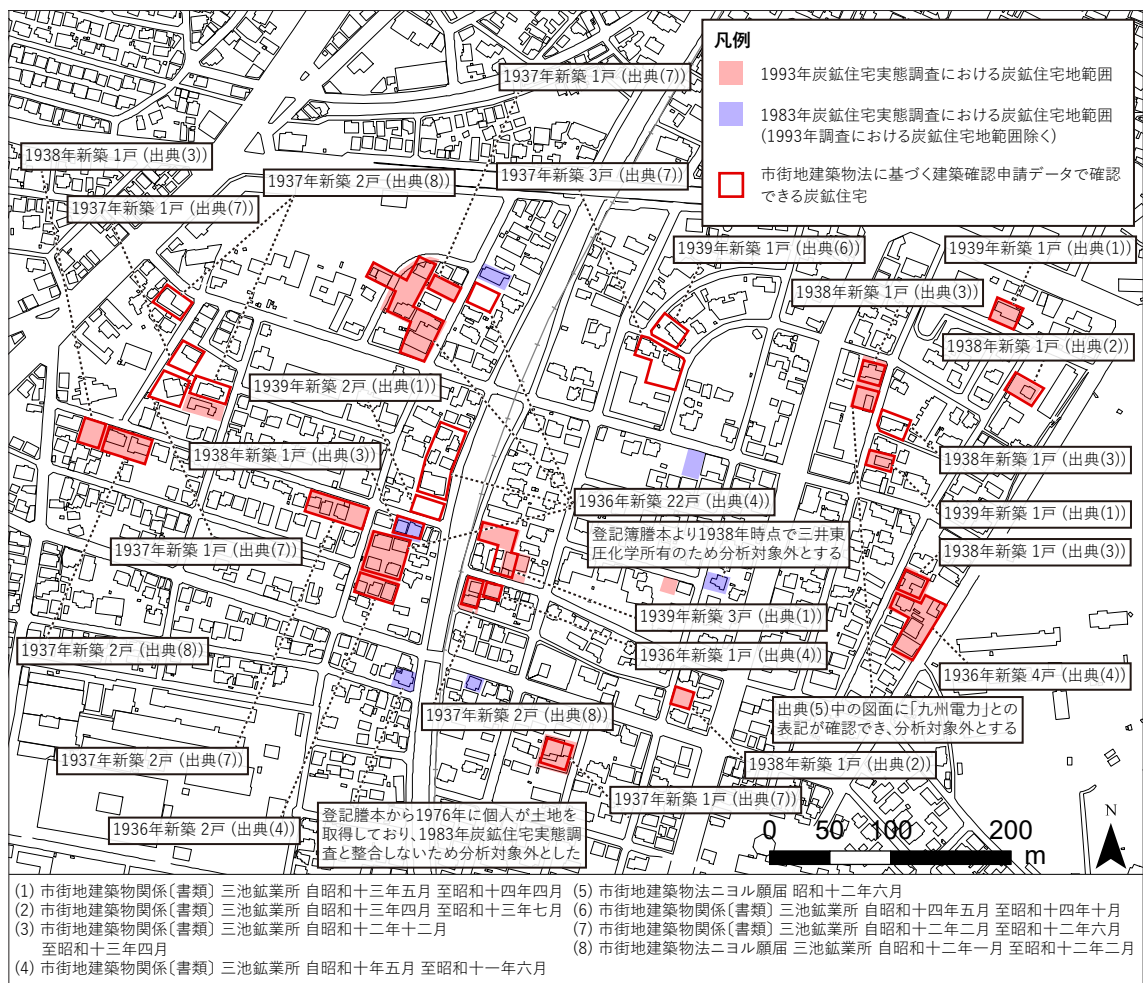 凡例
1993年炭鉱住宅実態調査における炭鉱住宅地範囲
1983年炭鉱住宅実態調査における炭鉱住宅地範囲
(1993年調査における炭鉱住宅地範囲除く)
市街地建築物法に基づく建築確認申請データで確認
できる炭鉱住宅
1937年新築 1戸 (出典(7))
1938年新築 1戸 (出典(3))
1937年新築 2戸 (出典(8))
1937年新築 3戸 (出典(7))
1937年新築 1戸 (出典(7))
1939年新築 1戸 (出典(6))
1939年新築 1戸 (出典(1))
1938年新築 1戸 (出典(3))
1938年新築 1戸 (出典(2))
1939年新築 2戸 (出典(1))
1938年新築 1戸 (出典(3))
1938年新築 1戸 (出典(3))
1936年新築 22戸 (出典(4))
1939年新築 1戸 (出典(1))
登記簿謄本より1938年時点で三井東
圧化学所有のため分析対象外とする
1937年新築 1戸 (出典(7))
1938年新築 1戸 (出典(3))
1939年新築 3戸 (出典(1))
1937年新築 2戸 (出典(8))
1936年新築 1戸 (出典(4))
1936年新築 4戸 (出典(4))
出典(5)中の図面に「九州電力」との
表記が確認でき、分析対象外とする
1937年新築 2戸 (出典(8))
1937年新築 2戸 (出典(7))
1938年新築 1戸 (出典(2))
1937年新築 1戸 (出典(7))
1936年新築 2戸 (出典(4))
登記謄本から1976年に個人が土地を
取得しており、1983年炭鉱住宅実態調
査と整合しないため分析対象外とした
N
0 50 100 200
m
(1) 市街地建築物関係〔書類〕 三池鉱業所 自昭和十三年五月 至昭和十四年四月
(2) 市街地建築物関係〔書類〕 三池鉱業所 自昭和十三年四月 至昭和十三年七月
(3) 市街地建築物関係〔書類〕 三池鉱業所 自昭和十二年十二月
至昭和十三年四月
(4) 市街地建築物関係〔書類〕 三池鉱業所 自昭和十年五月 至昭和十一年六月
(5) 市街地建築物法ニヨル願届 昭和十二年六月
(6) 市街地建築物関係〔書類〕 三池鉱業所 自昭和十四年五月 至昭和十四年十月
(7) 市街地建築物関係〔書類〕 三池鉱業所 自昭和十二年二月 至昭和十二年六月
(8) 市街地建築物法ニヨル願届 三池鉱業所 自昭和十二年一月 至昭和十二年二月